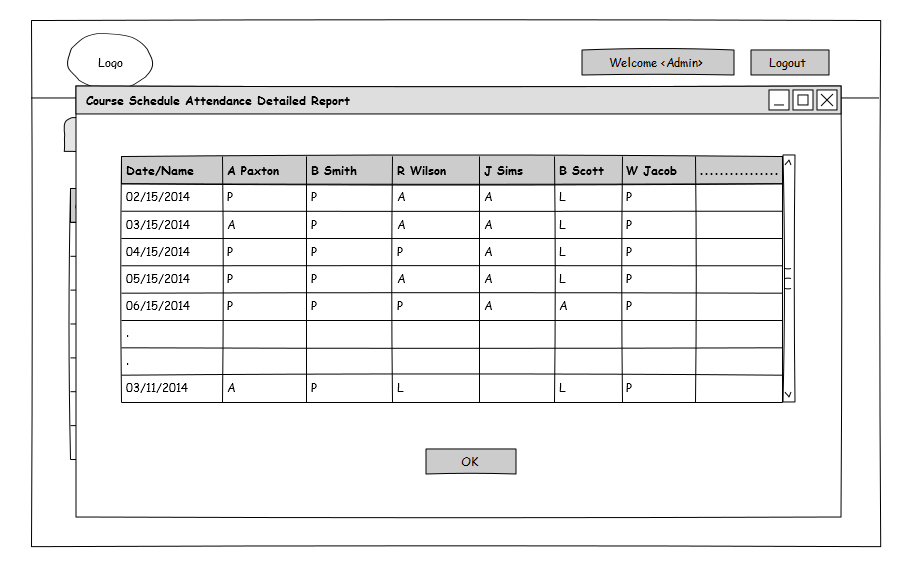 Logo
Welcome <Admin>
Logout
Course Schedule Attendance Detailed Report
Date/Name A Paxton B Smith R Wilson J Sims B Scott W Jacob ...............
02/15/2014 P P A A L P
03/15/2014 A P A A L P
04/15/2014 P P P A L P
05/15/2014 P P A A L P
06/15/2014 P P P A A P
.
.
03/11/2014 A P L L P
OK